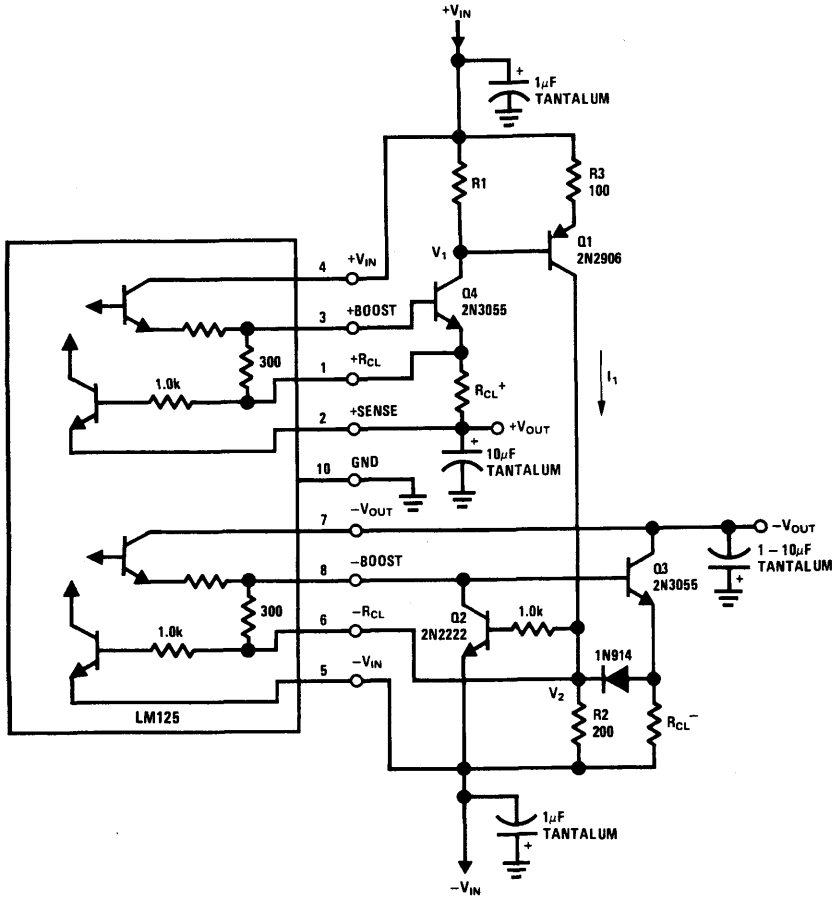 +VIN
+
1μF
TANTALUM
R1
R3
100
Q1
2N2906
V1
4
+VIN
Q4
2N3055
3
+BOOST
300
1
+RCL
1.0k
RCL+
I1
2
+SENSE
+VOUT
+
10μF
TANTALUM
10
GND
7
−VOUT
−VOUT
1 – 10μF
TANTALUM
+
Q3
2N3055
8
−BOOST
300
Q2
2N2222
1.0k
6
−RCL
1.0k
1N914
5
−VIN
V2
R2
200
RCL−
LM125
1μF
TANTALUM
+
−VIN